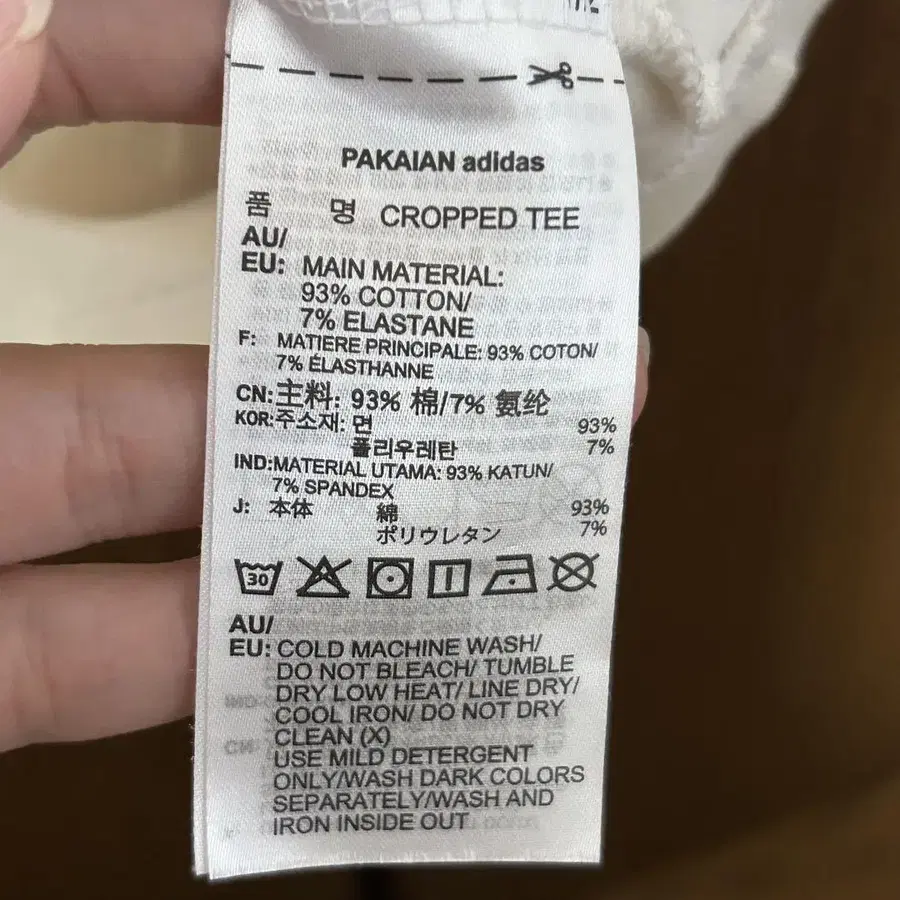 PAKAIAN adidas
품 명 CROPPED TEE
AU/
EU: MAIN MATERIAL:
93% COTTON/
7% ELASTANE
F: MATIERE PRINCIPALE: 93% COTON/
7% ÉLASTHANNE
CN:主料: 93% 棉/7% 氨纶
KOR:주소재: 면 93%
폴리우레탄 7%
IND:MATERIAL UTAMA: 93% KATUN/
7% SPANDEX
J: 本体 綿 93%
ポリウレタン 7%
30
AU/
EU: COLD MACHINE WASH/
DO NOT BLEACH/ TUMBLE
DRY LOW HEAT/ LINE DRY/
COOL IRON/ DO NOT DRY
CLEAN (X)
USE MILD DETERGENT
ONLY/WASH DARK COLORS
SEPARATELY/WASH AND
IRON INSIDE OUT